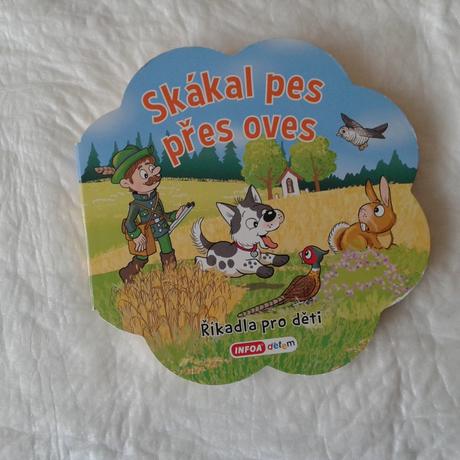 Skákal pes
přes oves
Říkadla pro děti
INFOA dětem